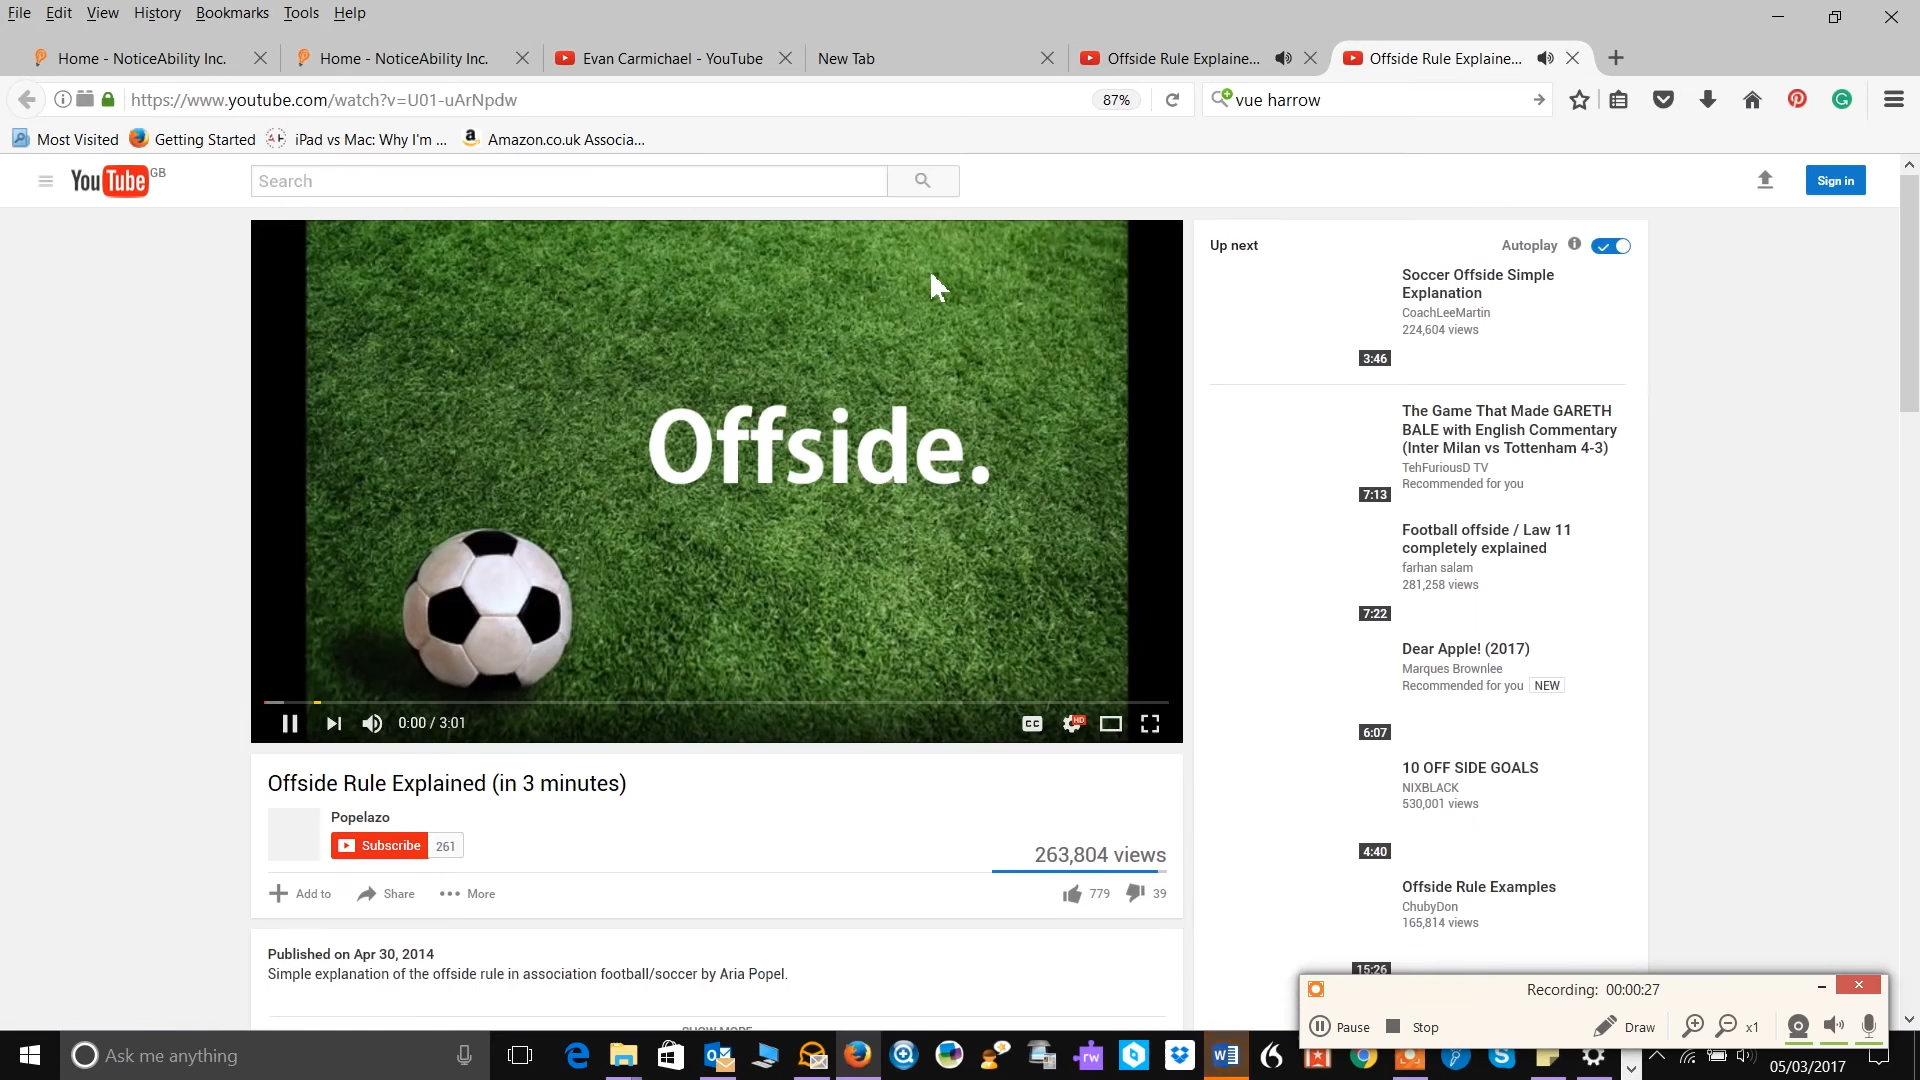 File Edit View History Bookmarks Tools Help
Home - NoticeAbility Inc.
Home - NoticeAbility Inc.
Evan Carmichael - YouTube
New Tab
Offside Rule Explaine...
Offside Rule Explaine...
https://www.youtube.com/watch?v=U01-uArNpdw
87%
vue harrow
Most Visited
Getting Started
iPad vs Mac: Why I'm ...
Amazon.co.uk Associa...
YouTube GB
Search
Sign in
Offside.
0:00 / 3:01
CC
HD
Up next
Autoplay
Soccer Offside Simple
Explanation
CoachLeeMartin
224,604 views
3:46
The Game That Made GARETH
BALE with English Commentary
(Inter Milan vs Tottenham 4-3)
TehFuriousD TV
Recommended for you
7:13
Football offside / Law 11
completely explained
farhan salam
281,258 views
7:22
Dear Apple! (2017)
Marques Brownlee
Recommended for you NEW
6:07
10 OFF SIDE GOALS
NIXBLACK
530,001 views
4:40
Offside Rule Examples
ChubyDon
165,814 views
15:26
Offside Rule Explained (in 3 minutes)
Popelazo
Subscribe 261
263,804 views
Add to
Share
More
779
39
Published on Apr 30, 2014
Simple explanation of the offside rule in association football/soccer by Aria Popel.
SHOW MORE
Recording: 00:00:27
Pause
Stop
Draw
x1
Ask me anything
rw
05/03/2017